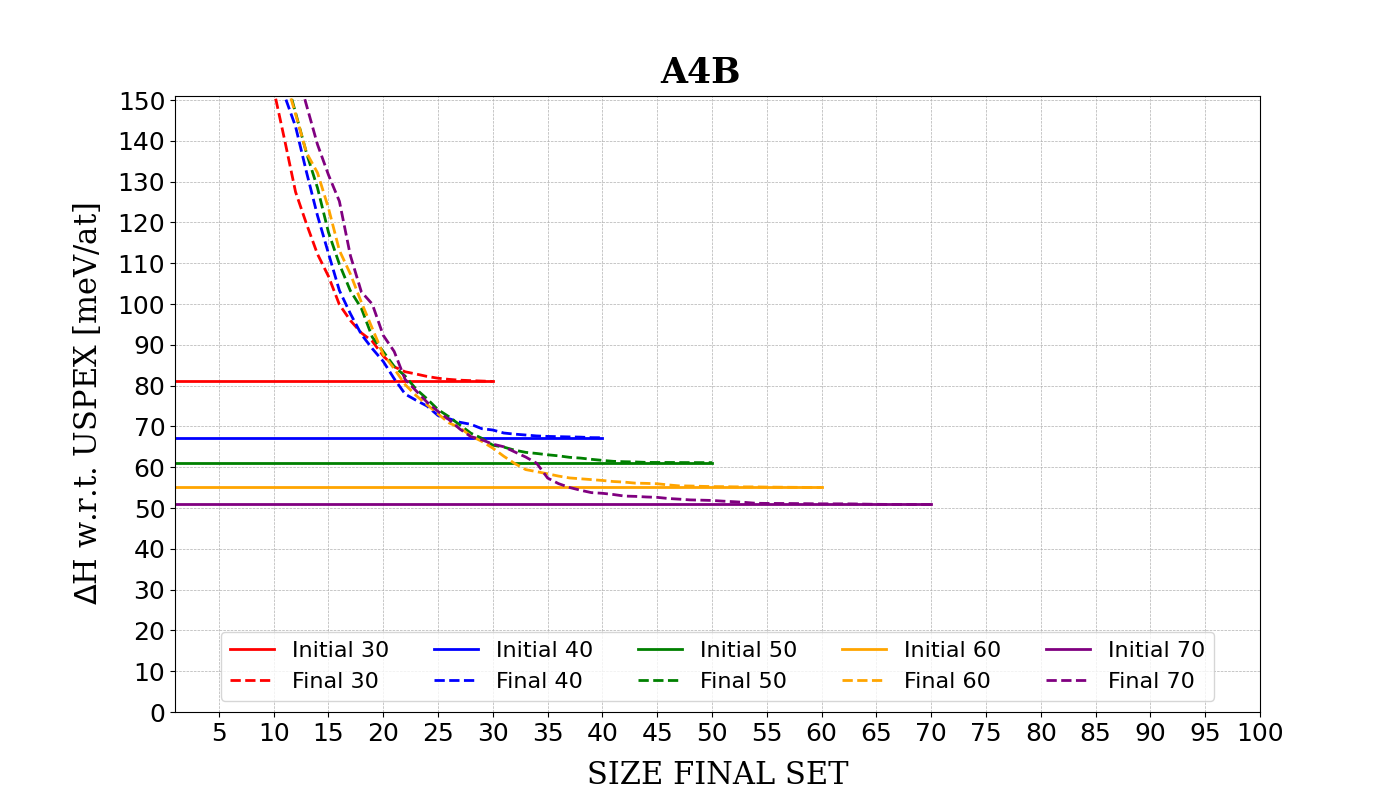 A4B
ΔH w.r.t. USPEX [meV/at]
150
140
130
120
110
100
90
80
70
60
50
40
30
20
10
0
Initial 30 Initial 40 Initial 50 Initial 60 Initial 70
Final 30 Final 40 Final 50 Final 60 Final 70
5 10 15 20 25 30 35 40 45 50 55 60 65 70 75 80 85 90 95 100
SIZE FINAL SET